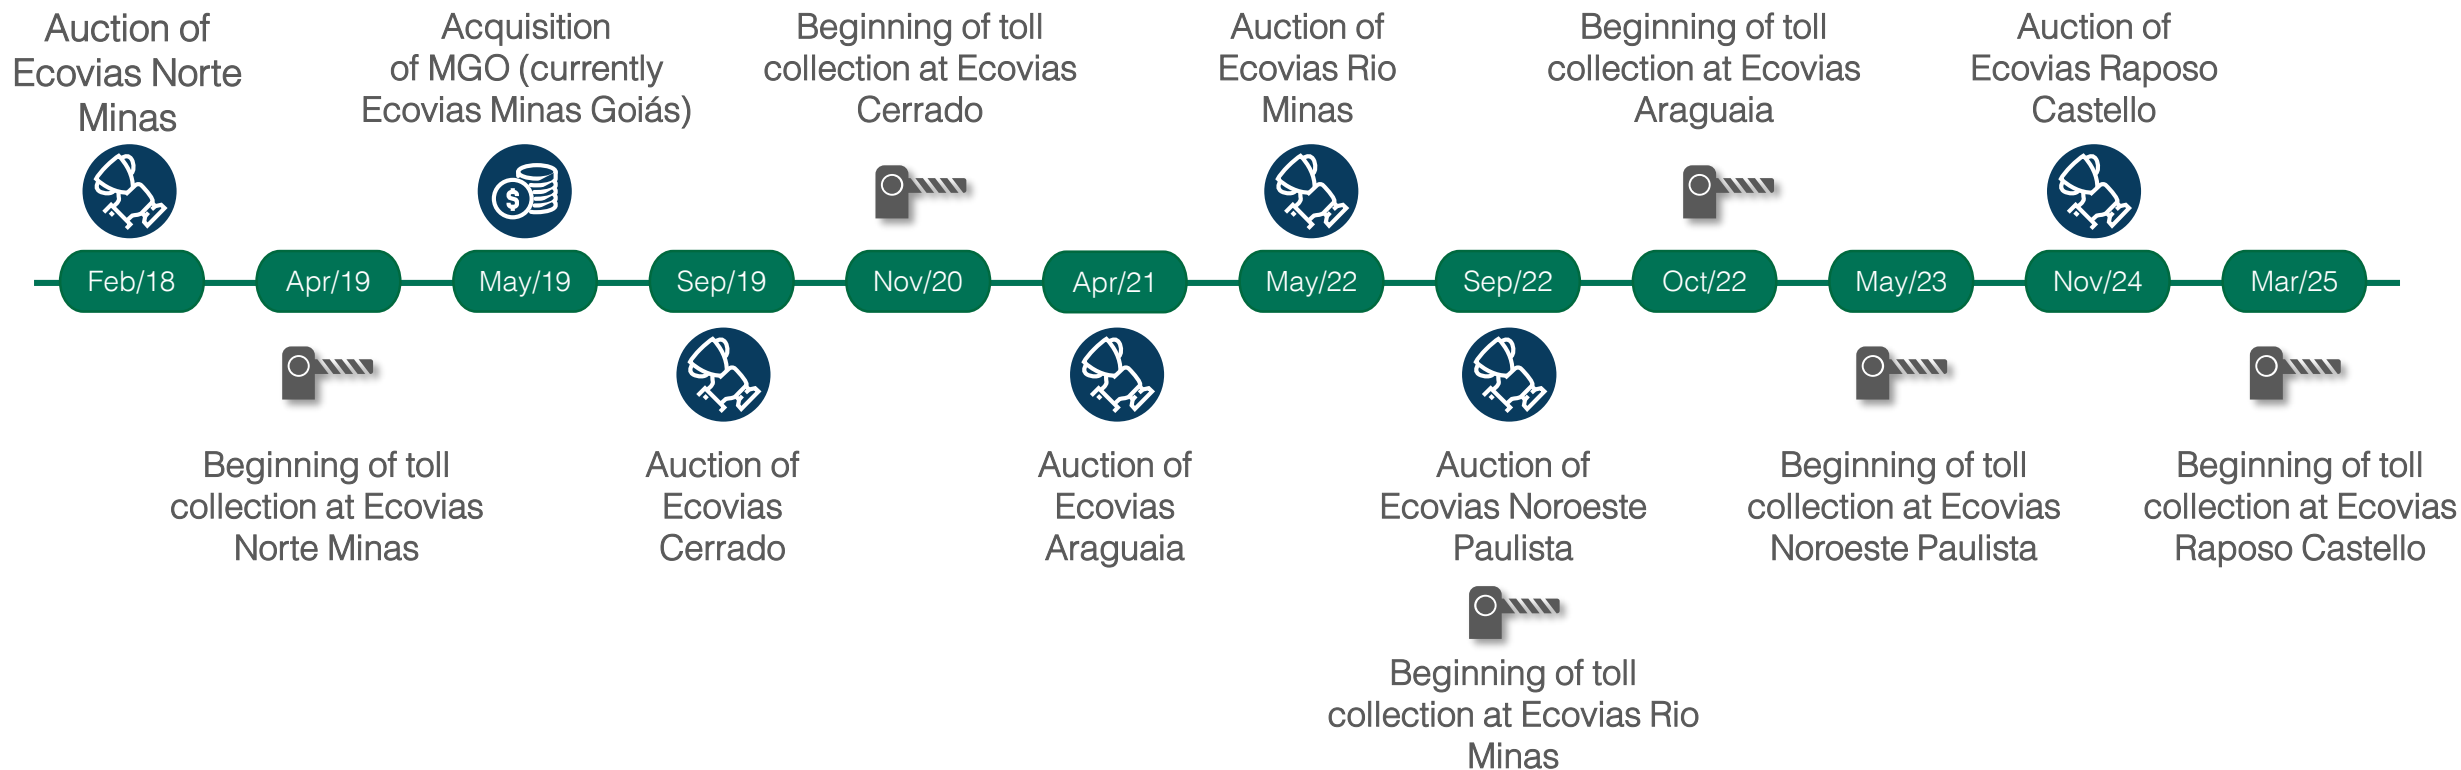 Auction of
Ecovias Norte
Minas
Acquisition
of MGO (currently
Ecovias Minas Goiás)
Beginning of toll
collection at Ecovias
Cerrado
Auction of
Ecovias Rio
Minas
Beginning of toll
collection at Ecovias
Araguaia
Auction of
Ecovias Raposo
Castello
$
Feb/18
Apr/19
May/19
Sep/19
Nov/20
Apr/21
May/22
Sep/22
Oct/22
May/23
Nov/24
Mar/25
Beginning of toll
collection at Ecovias
Norte Minas
Auction of
Ecovias
Cerrado
Auction of
Ecovias
Araguaia
Auction of
Ecovias Noroeste
Paulista
Beginning of toll
collection at Ecovias Rio
Minas
Beginning of toll
collection at Ecovias
Noroeste Paulista
Beginning of toll
collection at Ecovias
Raposo Castello